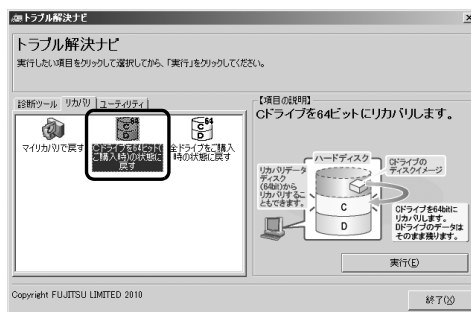 トラブル解決ナビ
トラブル解決ナビ
実行したい項目をクリックして選択してから、「実行」をクリックしてください。
診断ツール
リカバリ
ユーティリティ
マイリカバリで戻す
Cドライブを64ビット(
ご購入時)の状態に
戻す
全ドライブをご購入
時の状態に戻す
64
C
D
64
C
D
【項目の説明】
Cドライブを64ビットにリカバリします。
ハードディスク
Cドライブの
ディスクイメージ
リカバリデータ
ディスク
(64bit)から
リカバリするこ
ともできます。
C
D
Cドライブを64bitに
リカバリします。
Dドライブのデータは
そのまま残ります。
実行(E)
Copyright FUJITSU LIMITED 2010
終了(X)